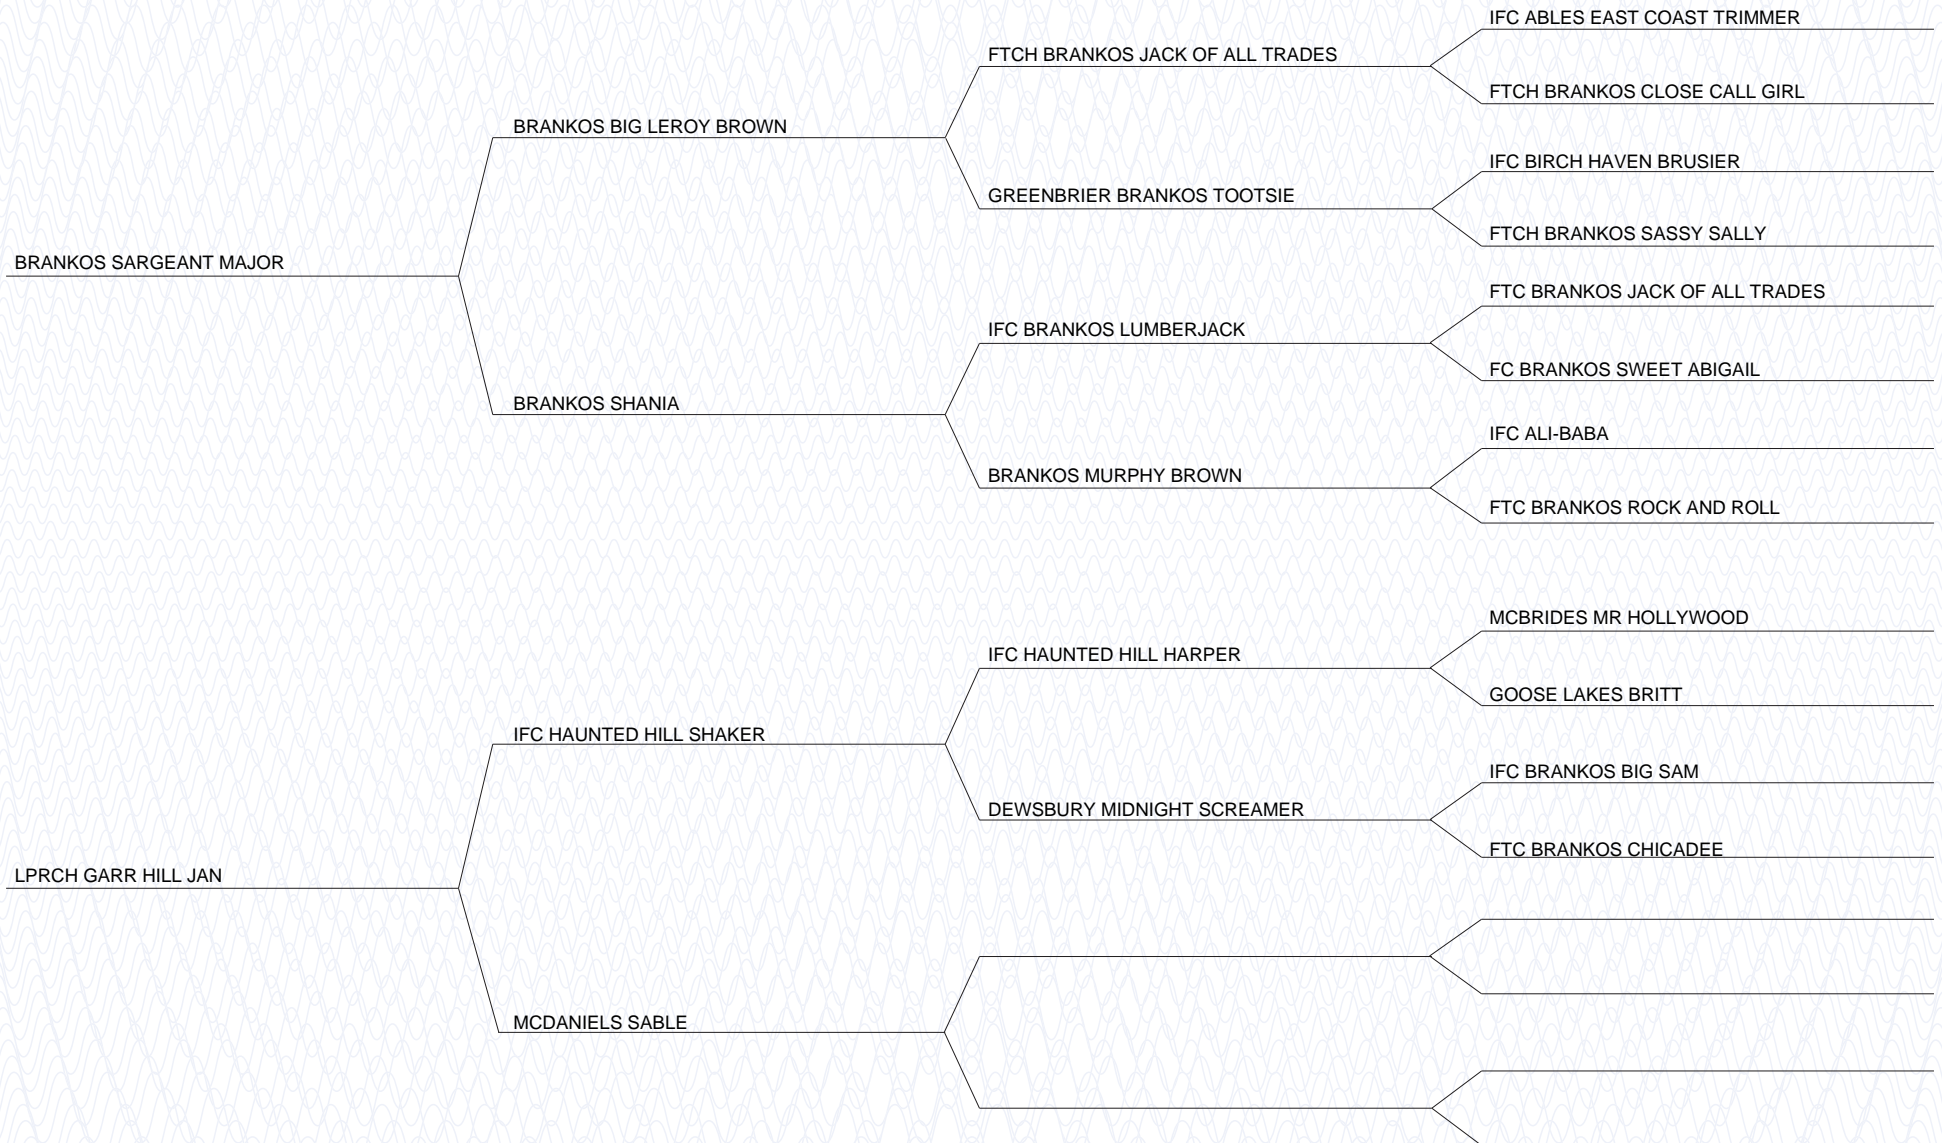 IFC ABLES EAST COAST TRIMMER
FTCH BRANKOS JACK OF ALL TRADES
FTCH BRANKOS CLOSE CALL GIRL
BRANKOS BIG LEROY BROWN
IFC BIRCH HAVEN BRUSIER
GREENBRIER BRANKOS TOOTSIE
FTCH BRANKOS SASSY SALLY
BRANKOS SARGEANT MAJOR
FTC BRANKOS JACK OF ALL TRADES
IFC BRANKOS LUMBERJACK
FC BRANKOS SWEET ABIGAIL
BRANKOS SHANIA
IFC ALI-BABA
BRANKOS MURPHY BROWN
FTC BRANKOS ROCK AND ROLL
MCBRIDES MR HOLLYWOOD
IFC HAUNTED HILL HARPER
GOOSE LAKES BRITT
IFC HAUNTED HILL SHAKER
IFC BRANKOS BIG SAM
DEWSBURY MIDNIGHT SCREAMER
FTC BRANKOS CHICADEE
LPRCH GARR HILL JAN
MCDANIELS SABLE